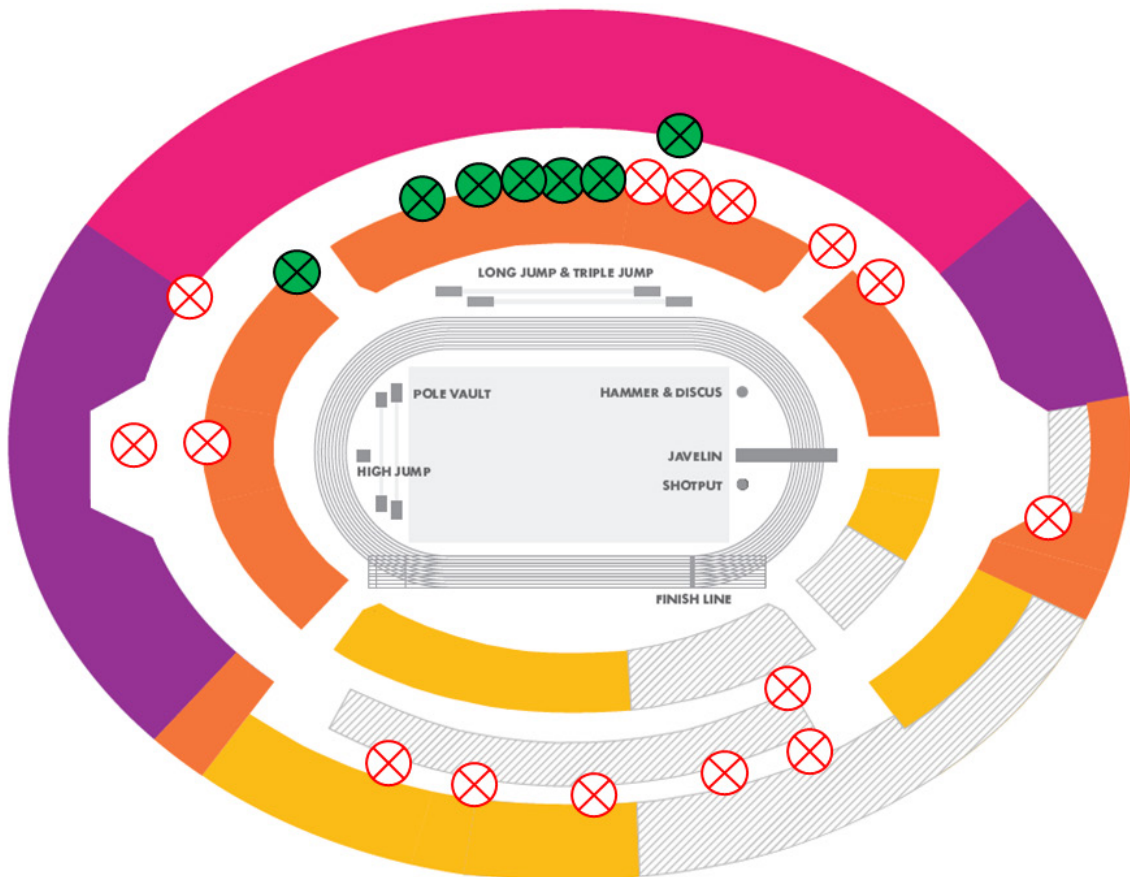 LONG JUMP & TRIPLE JUMP
POLE VAULT
HAMMER & DISCUS
JAVELIN
HIGH JUMP
SHOTPUT
FINISH LINE